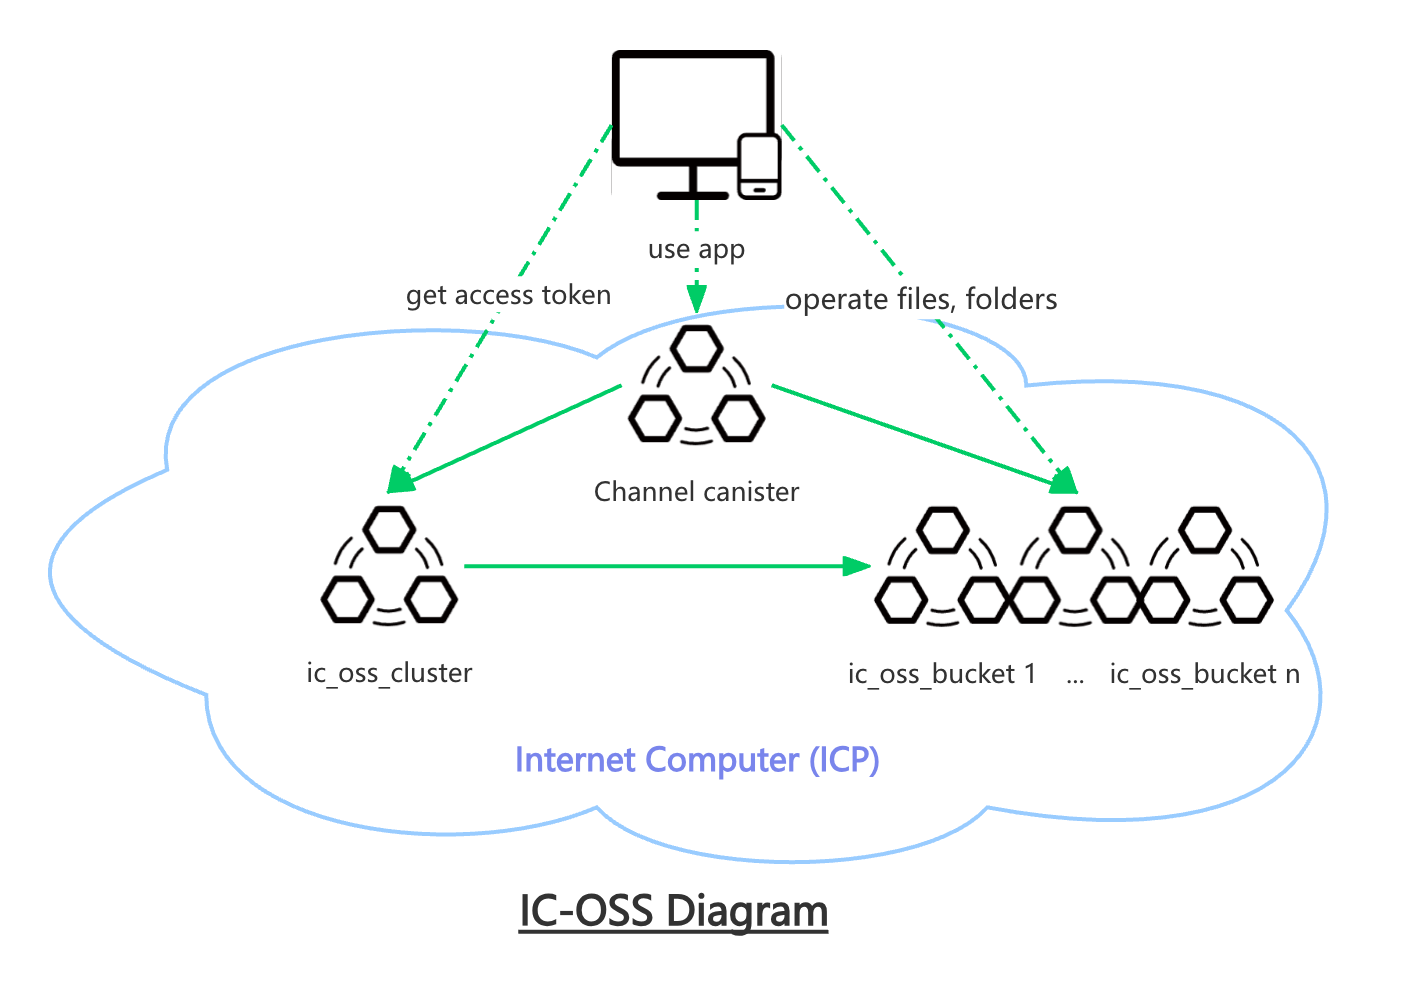 use app
get access token
operate files, folders
Channel canister
ic_oss_cluster
ic_oss_bucket 1 ... ic_oss_bucket n
Internet Computer (ICP)
IC-OSS Diagram